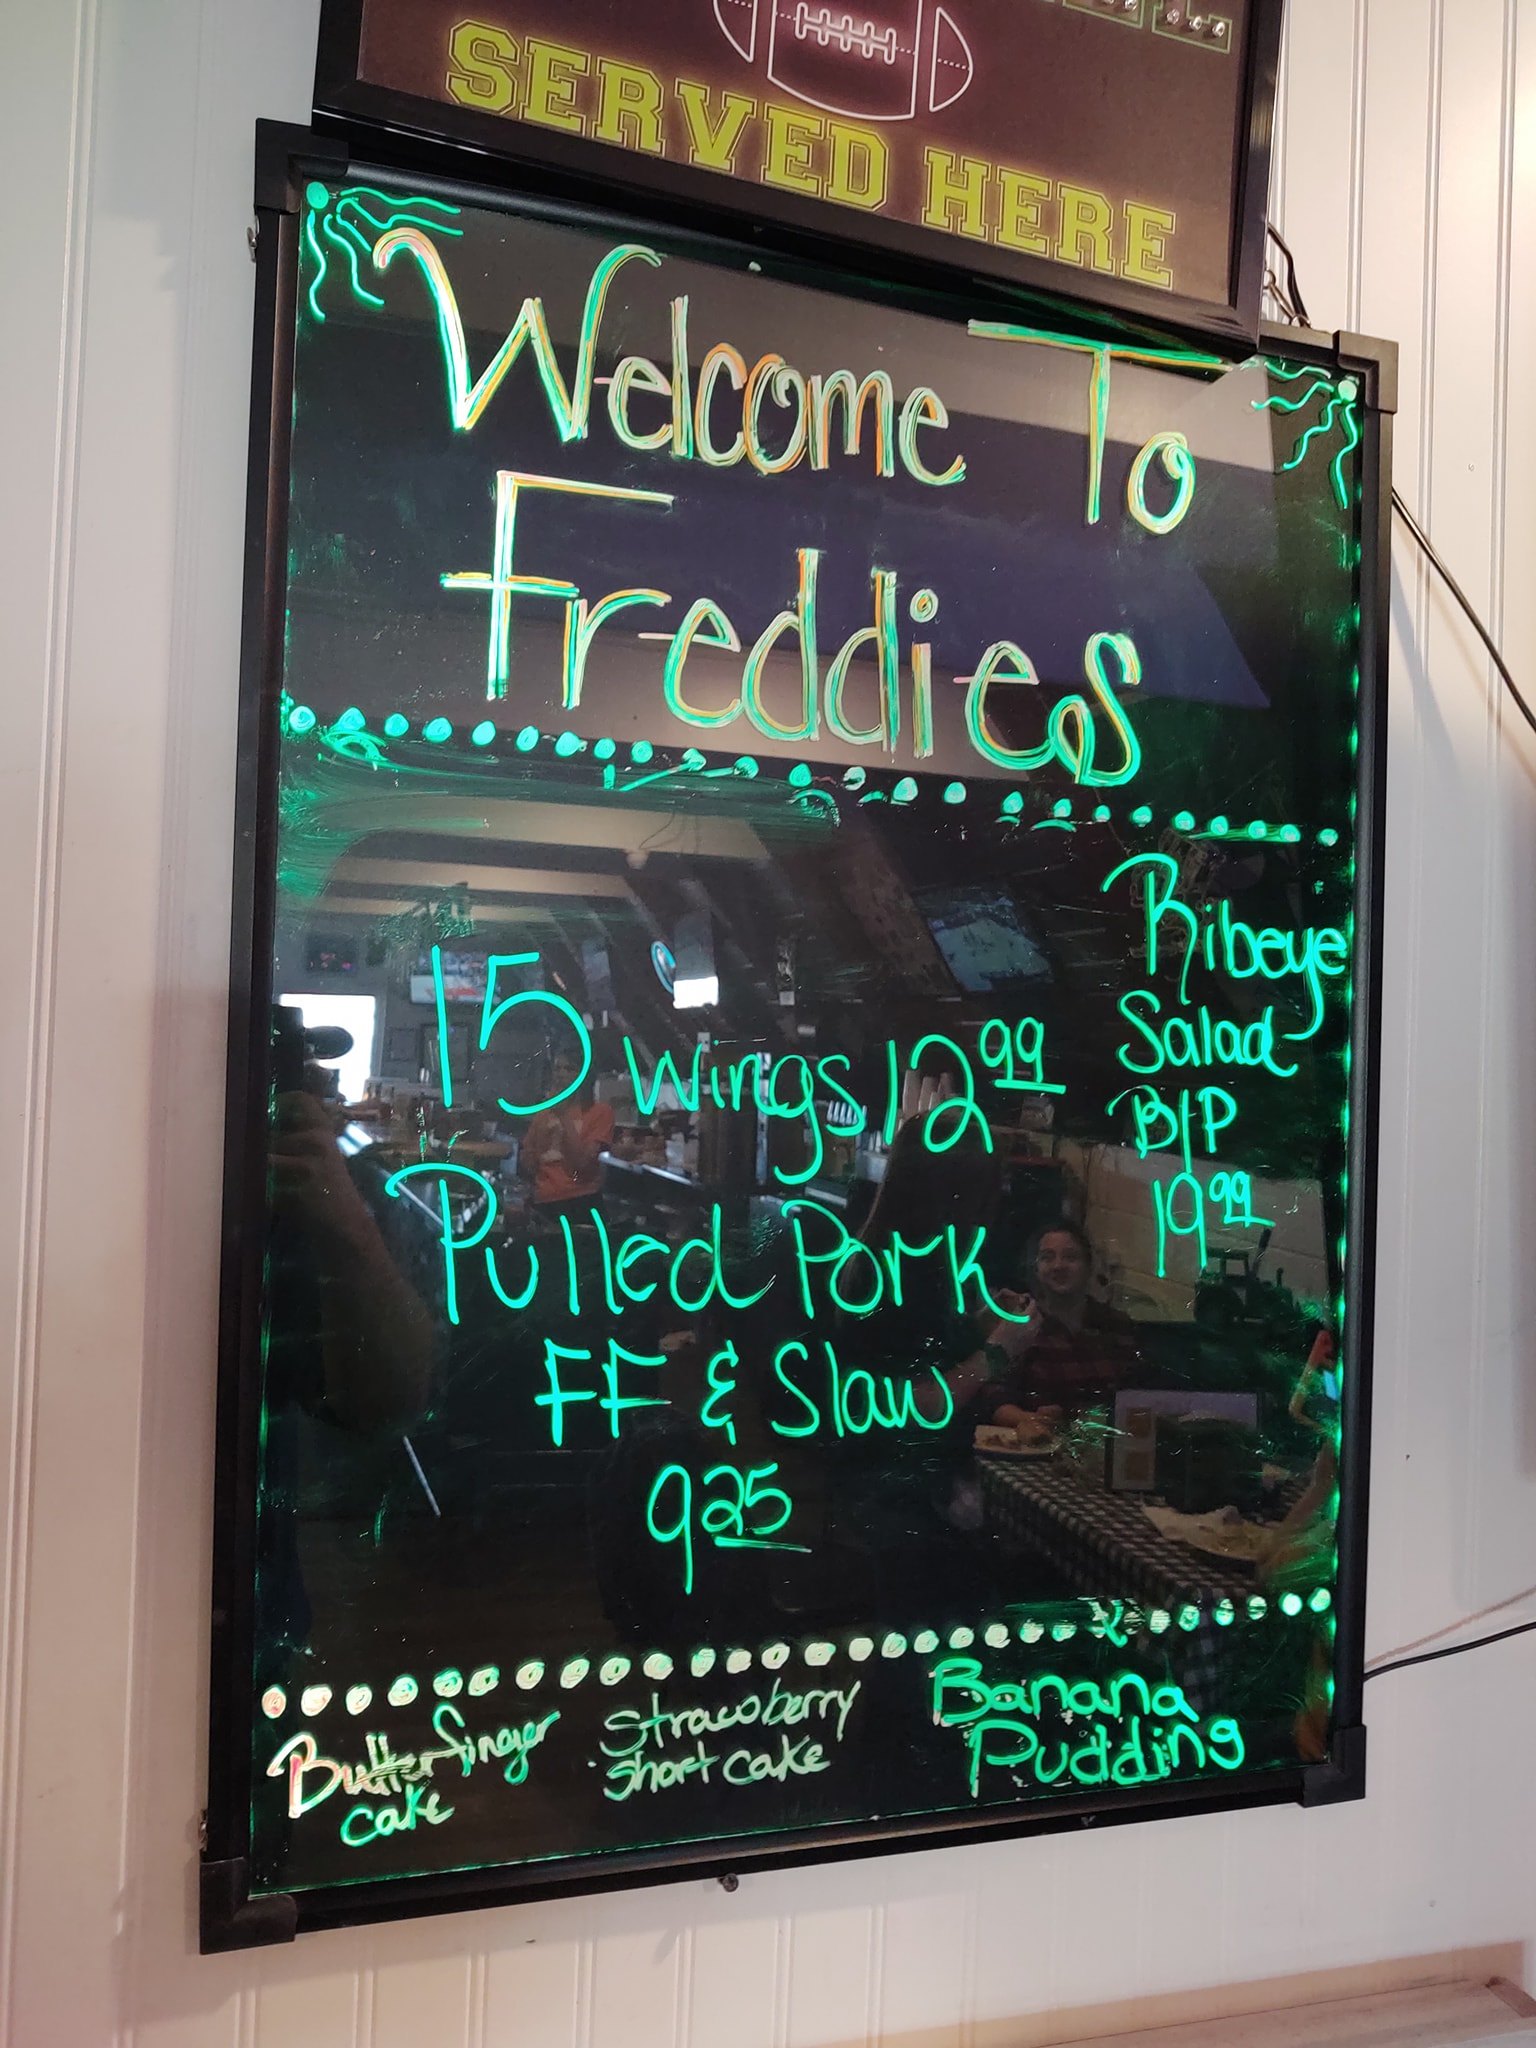 SERVED HERE
Welcome To
Freddies
15 wings 12 99
Pulled Pork
FF & Slaw
9 25
Ribeye
Salad
B/P
19 99
Butterfinger
cake
Strawberry
short cake
Banana
Pudding